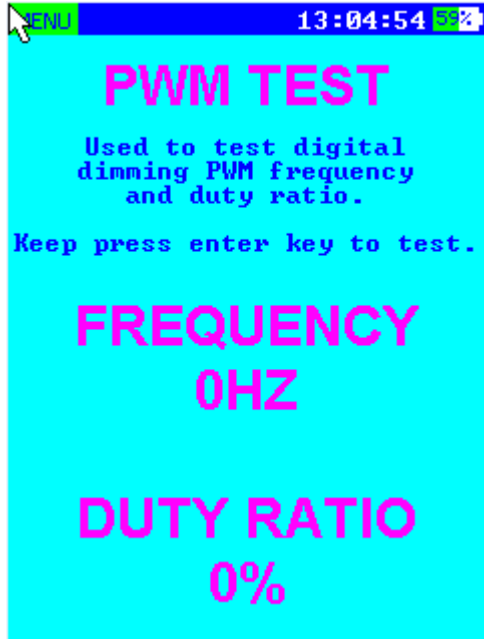 MENU 13:04:54 59%
PWM TEST
Used to test digital
dimming PWM frequency
and duty ratio.
Keep press enter key to test.
FREQUENCY
0HZ
DUTY RATIO
0%